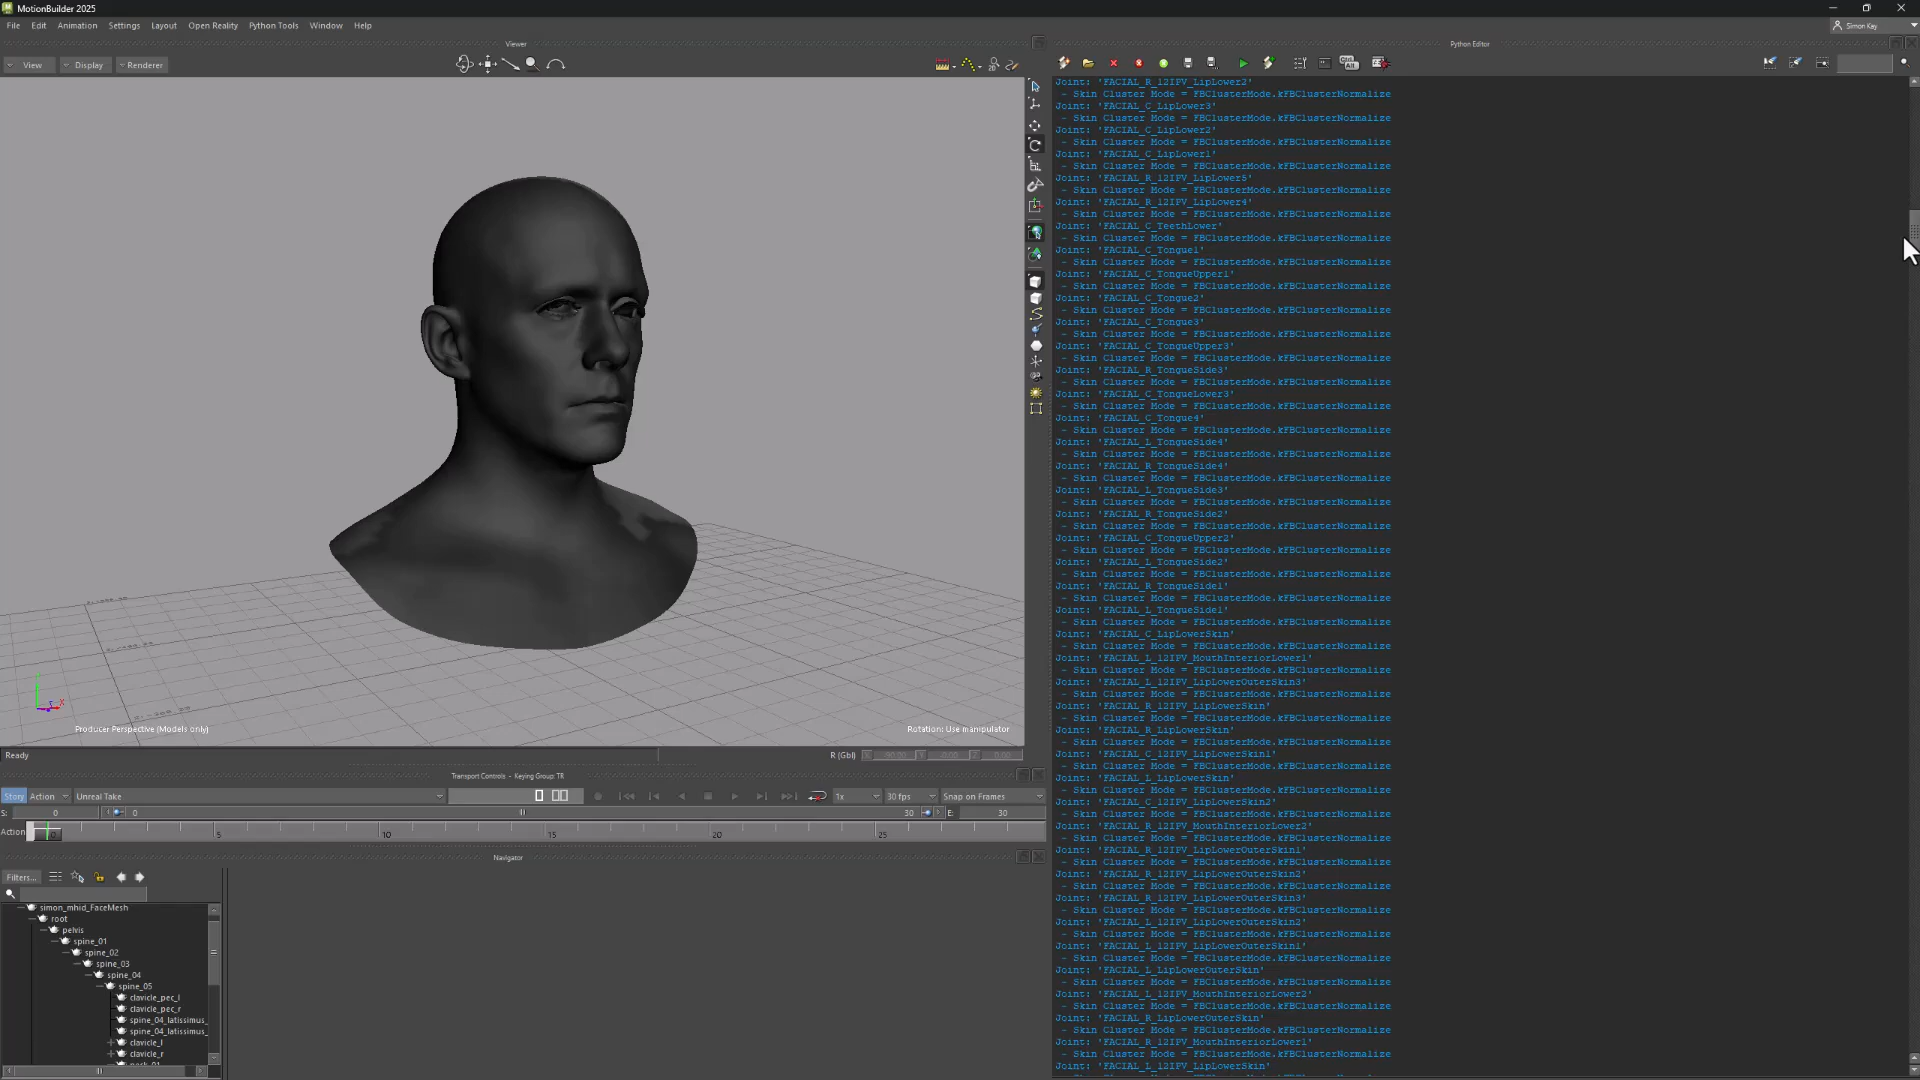 MotionBuilder 2025
File Edit Animation Settings Layout Open Reality Python Tools Window Help
Simon Kay
Viewer
Python Editor
View Display Renderer
Joint: 'FACIAL_R_12IPV_LipLower2'
- Skin Cluster Mode = FBClusterMode.kFBClusterNormalize
Joint: 'FACIAL_C_LipLower3'
- Skin Cluster Mode = FBClusterMode.kFBClusterNormalize
Joint: 'FACIAL_C_LipLower2'
- Skin Cluster Mode = FBClusterMode.kFBClusterNormalize
Joint: 'FACIAL_C_LipLower1'
- Skin Cluster Mode = FBClusterMode.kFBClusterNormalize
Joint: 'FACIAL_R_12IPV_LipLower5'
- Skin Cluster Mode = FBClusterMode.kFBClusterNormalize
Joint: 'FACIAL_R_12IPV_LipLower4'
- Skin Cluster Mode = FBClusterMode.kFBClusterNormalize
Joint: 'FACIAL_C_TeethLower'
- Skin Cluster Mode = FBClusterMode.kFBClusterNormalize
Joint: 'FACIAL_C_Tongue1'
- Skin Cluster Mode = FBClusterMode.kFBClusterNormalize
Joint: 'FACIAL_C_TongueUpper1'
- Skin Cluster Mode = FBClusterMode.kFBClusterNormalize
Joint: 'FACIAL_C_Tongue2'
- Skin Cluster Mode = FBClusterMode.kFBClusterNormalize
Joint: 'FACIAL_C_Tongue3'
- Skin Cluster Mode = FBClusterMode.kFBClusterNormalize
Joint: 'FACIAL_C_TongueUpper3'
- Skin Cluster Mode = FBClusterMode.kFBClusterNormalize
Joint: 'FACIAL_R_TongueSide3'
- Skin Cluster Mode = FBClusterMode.kFBClusterNormalize
Joint: 'FACIAL_C_TongueLower3'
- Skin Cluster Mode = FBClusterMode.kFBClusterNormalize
Joint: 'FACIAL_C_Tongue4'
- Skin Cluster Mode = FBClusterMode.kFBClusterNormalize
Joint: 'FACIAL_L_TongueSide4'
- Skin Cluster Mode = FBClusterMode.kFBClusterNormalize
Joint: 'FACIAL_R_TongueSide4'
- Skin Cluster Mode = FBClusterMode.kFBClusterNormalize
Joint: 'FACIAL_L_TongueSide3'
- Skin Cluster Mode = FBClusterMode.kFBClusterNormalize
Joint: 'FACIAL_R_TongueSide2'
- Skin Cluster Mode = FBClusterMode.kFBClusterNormalize
Joint: 'FACIAL_C_TongueUpper2'
- Skin Cluster Mode = FBClusterMode.kFBClusterNormalize
Joint: 'FACIAL_L_TongueSide2'
- Skin Cluster Mode = FBClusterMode.kFBClusterNormalize
Joint: 'FACIAL_R_TongueSide1'
- Skin Cluster Mode = FBClusterMode.kFBClusterNormalize
Joint: 'FACIAL_L_TongueSide1'
- Skin Cluster Mode = FBClusterMode.kFBClusterNormalize
Joint: 'FACIAL_C_LipLowerSkin'
- Skin Cluster Mode = FBClusterMode.kFBClusterNormalize
Joint: 'FACIAL_L_12IPV_MouthInteriorLower1'
- Skin Cluster Mode = FBClusterMode.kFBClusterNormalize
Joint: 'FACIAL_L_12IPV_LipLowerOuterSkin3'
- Skin Cluster Mode = FBClusterMode.kFBClusterNormalize
Joint: 'FACIAL_R_12IPV_LipLowerSkin'
- Skin Cluster Mode = FBClusterMode.kFBClusterNormalize
Joint: 'FACIAL_R_LipLowerSkin'
- Skin Cluster Mode = FBClusterMode.kFBClusterNormalize
Joint: 'FACIAL_C_12IPV_LipLowerSkin1'
- Skin Cluster Mode = FBClusterMode.kFBClusterNormalize
Joint: 'FACIAL_L_LipLowerSkin'
- Skin Cluster Mode = FBClusterMode.kFBClusterNormalize
Joint: 'FACIAL_C_12IPV_LipLowerSkin2'
- Skin Cluster Mode = FBClusterMode.kFBClusterNormalize
Joint: 'FACIAL_R_12IPV_MouthInteriorLower2'
- Skin Cluster Mode = FBClusterMode.kFBClusterNormalize
Joint: 'FACIAL_R_12IPV_LipLowerOuterSkin1'
- Skin Cluster Mode = FBClusterMode.kFBClusterNormalize
Joint: 'FACIAL_R_12IPV_LipLowerOuterSkin2'
- Skin Cluster Mode = FBClusterMode.kFBClusterNormalize
Joint: 'FACIAL_R_12IPV_LipLowerOuterSkin3'
- Skin Cluster Mode = FBClusterMode.kFBClusterNormalize
Joint: 'FACIAL_L_12IPV_LipLowerOuterSkin2'
- Skin Cluster Mode = FBClusterMode.kFBClusterNormalize
Joint: 'FACIAL_L_12IPV_LipLowerOuterSkin1'
- Skin Cluster Mode = FBClusterMode.kFBClusterNormalize
Joint: 'FACIAL_L_LipLowerOuterSkin'
- Skin Cluster Mode = FBClusterMode.kFBClusterNormalize
Joint: 'FACIAL_L_12IPV_MouthInteriorLower2'
- Skin Cluster Mode = FBClusterMode.kFBClusterNormalize
Joint: 'FACIAL_R_LipLowerOuterSkin'
- Skin Cluster Mode = FBClusterMode.kFBClusterNormalize
Joint: 'FACIAL_R_12IPV_MouthInteriorLower1'
- Skin Cluster Mode = FBClusterMode.kFBClusterNormalize
Joint: 'FACIAL_L_12IPV_LipLowerSkin'
Producer Perspective (Models only)
Rotation: Use manipulator
Ready
R (Gbl) X Y Z
Transport Controls - Keying Group: TR
Story Action Unreal Take 1x 30 fps Snap on Frames
S: 0 0 30 E: 30
Action 0 5 10 15 20 25
Navigator
Filters...
simon_mhid_FaceMesh
root
pelvis
spine_01
spine_02
spine_03
spine_04
spine_05
clavicle_pec_l
clavicle_pec_r
spine_04_latissimus_
spine_04_latissimus_
clavicle_l
clavicle_r